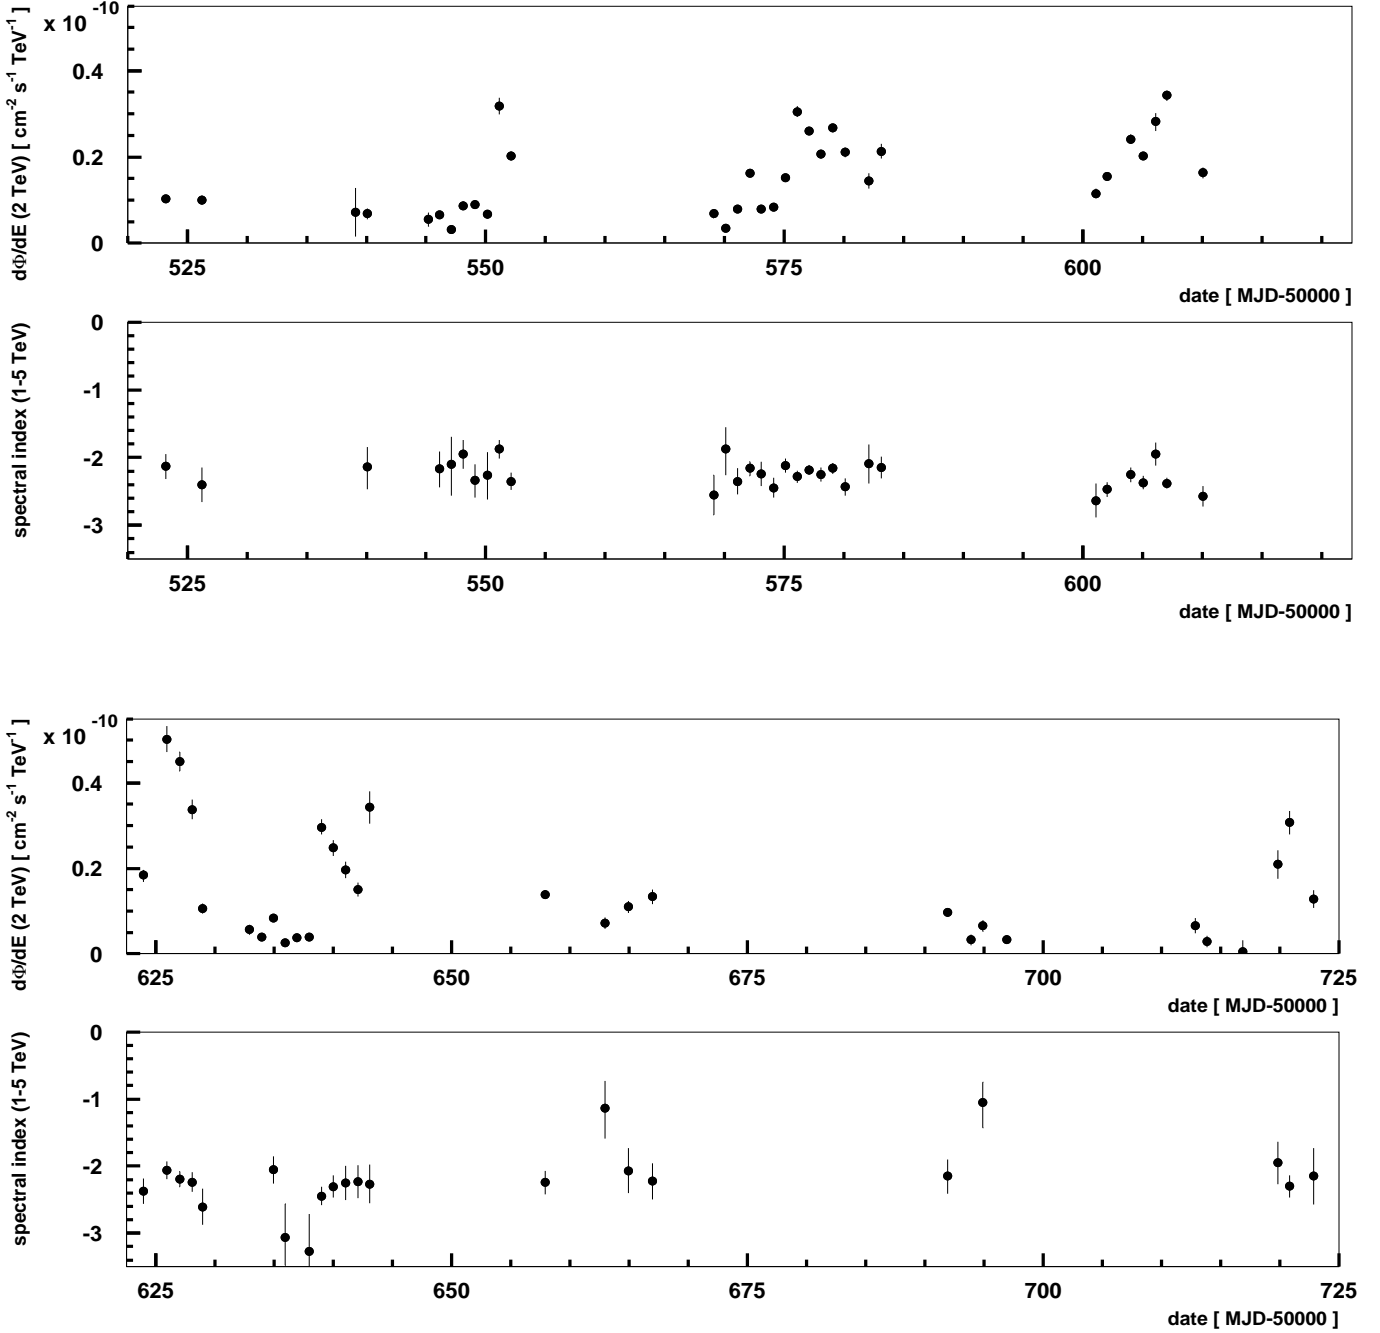 x 10 -10
dΦ/dE (2 TeV) [ cm-2 s-1 TeV-1 ]
0.4
0.2
0
525 550 575 600
date [ MJD-50000 ]
spectral index (1-5 TeV)
0
-1
-2
-3
525 550 575 600
date [ MJD-50000 ]
x 10 -10
dΦ/dE (2 TeV) [ cm-2 s-1 TeV-1 ]
0.4
0.2
0
625 650 675 700 725
date [ MJD-50000 ]
spectral index (1-5 TeV)
0
-1
-2
-3
625 650 675 700 725
date [ MJD-50000 ]